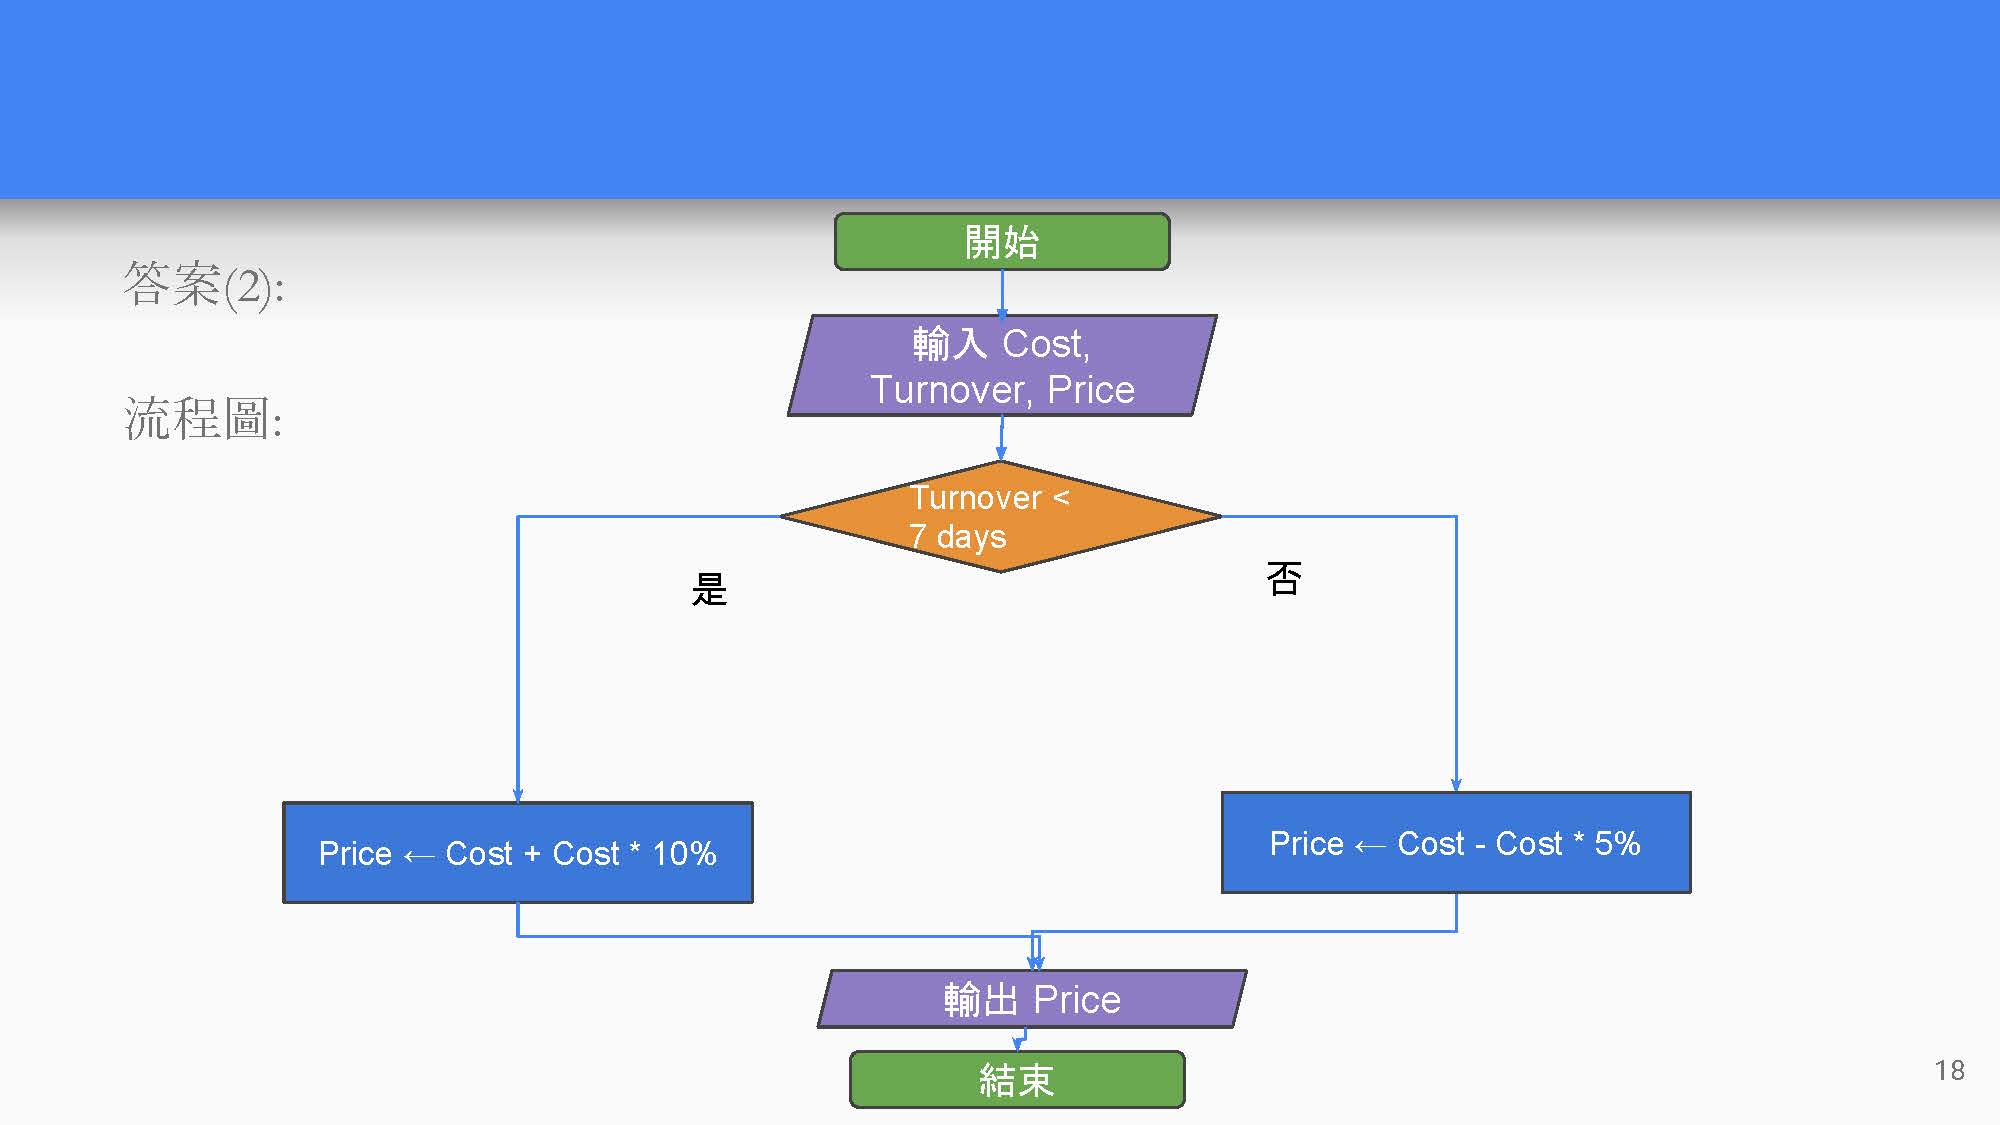 答案(2):
流程圖:
開始
輸入 Cost,
Turnover, Price
Turnover <
7 days
是
否
Price ← Cost + Cost * 10%
Price ← Cost - Cost * 5%
輸出 Price
結束
18